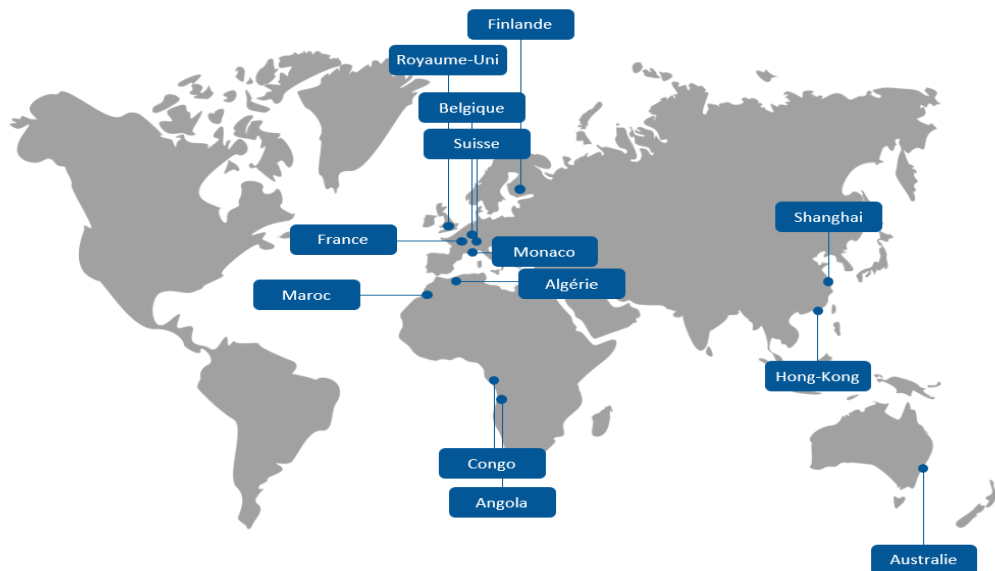 Finlande
Royaume-Uni
Belgique
Suisse
Shanghai
France
Monaco
Algérie
Maroc
Hong-Kong
Congo
Angola
Australie